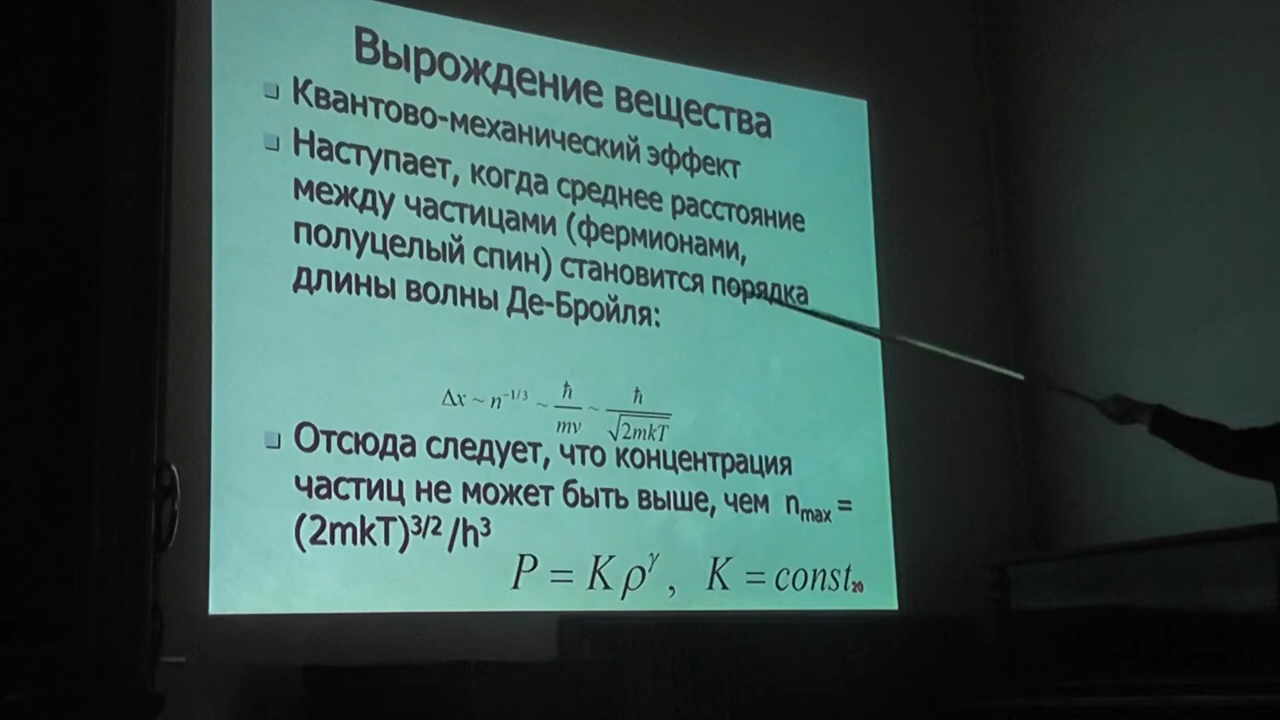 Вырождение вещества
Квантово-механический эффект
Наступает, когда среднее расстояние
между частицами (фермионами,
полуцелый спин) становится порядка
длины волны Де-Бройля:
Δx ~ n^{-1/3} ~ ħ/mv ~ ħ/√(2mkT)
Отсюда следует, что концентрация
частиц не может быть выше, чем n_{max} =
(2mkT)^{3/2} /h^{3}
P = Kρ^{γ} , K = const
20